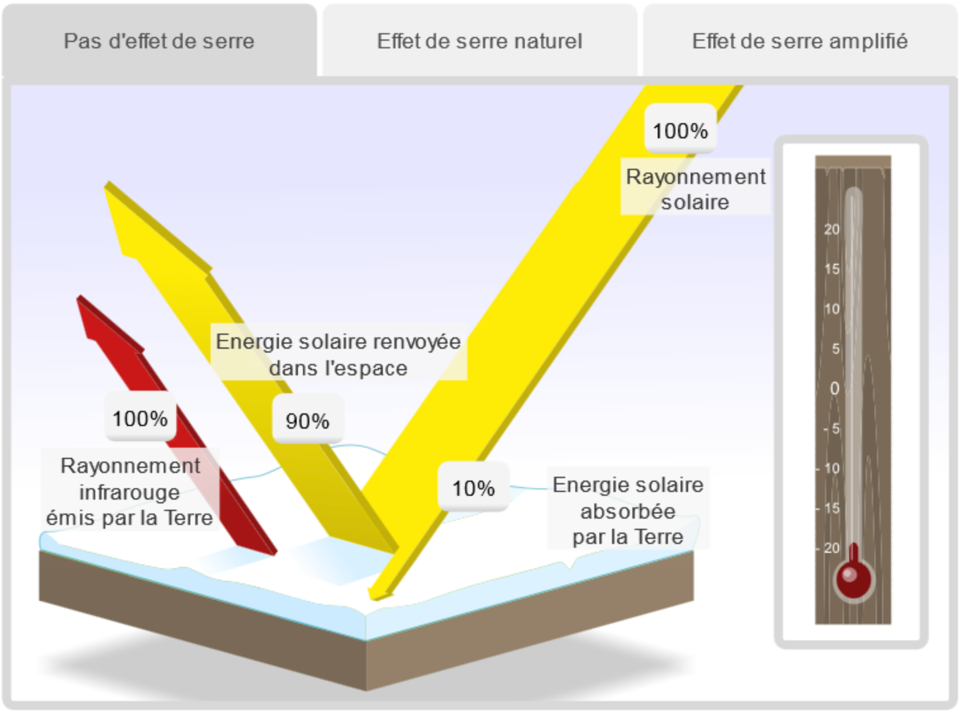 Pas d'effet de serre
Effet de serre naturel
Effet de serre amplifié
100%
Rayonnement
solaire
Energie solaire renvoyée
dans l'espace
90%
100%
Rayonnement
infrarouge
émis par la Terre
10%
Energie solaire
absorbée
par la Terre
20
15
10
5
0
- 5
- 10
- 15
- 20